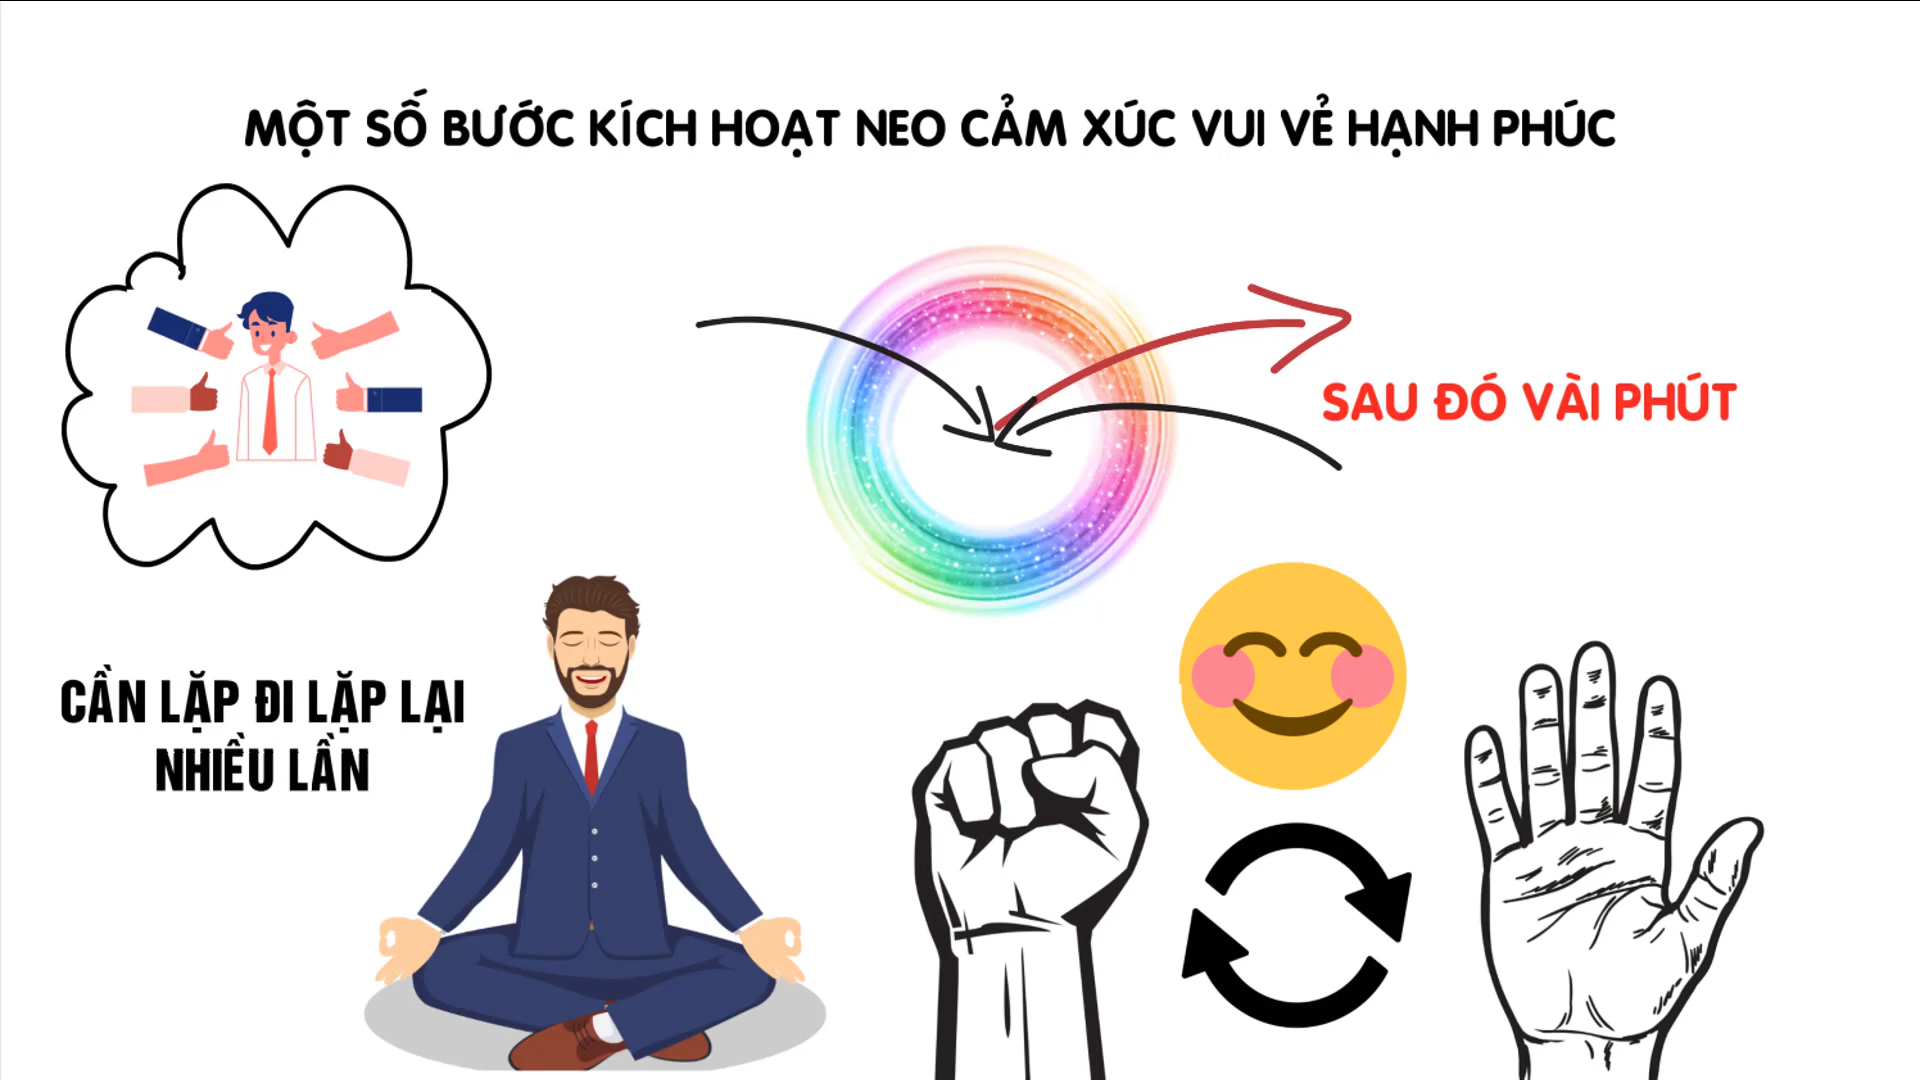 MỘT SỐ BƯỚC KÍCH HOẠT NEO CẢM XÚC VUI VẺ HẠNH PHÚC
SAU ĐÓ VÀI PHÚT
CẦN LẶP ĐI LẶP LẠI
NHIỀU LẦN